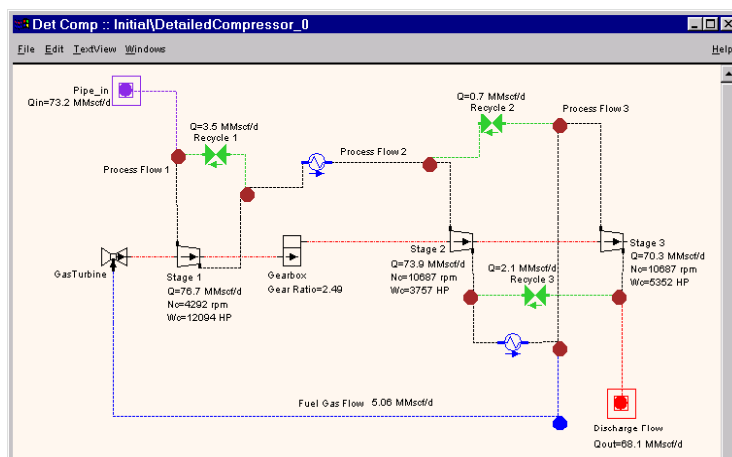 Det Comp :: Initial\DetailedCompressor_0
File Edit TextView Windows Help
Pipe_in
Qin=73.2 MMscf/d
Q=3.5 MMscf/d
Recycle 1
Process Flow 1
Process Flow 2
Q=0.7 MMscf/d
Recycle 2
Process Flow 3
GasTurbine
Stage 1
Q=76.7 MMscf/d
Nc=4292 rpm
Wc=12094 HP
Gearbox
Gear Ratio=2.49
Stage 2
Q=73.9 MMscf/d
Nc=10687 rpm
Wc=3757 HP
Q=2.1 MMscf/d
Recycle 3
Stage 3
Q=70.3 MMscf/d
Nc=10687 rpm
Wc=5352 HP
Fuel Gas Flow 5.06 MMscf/d
Discharge Flow
Qout=68.1 MMscf/d